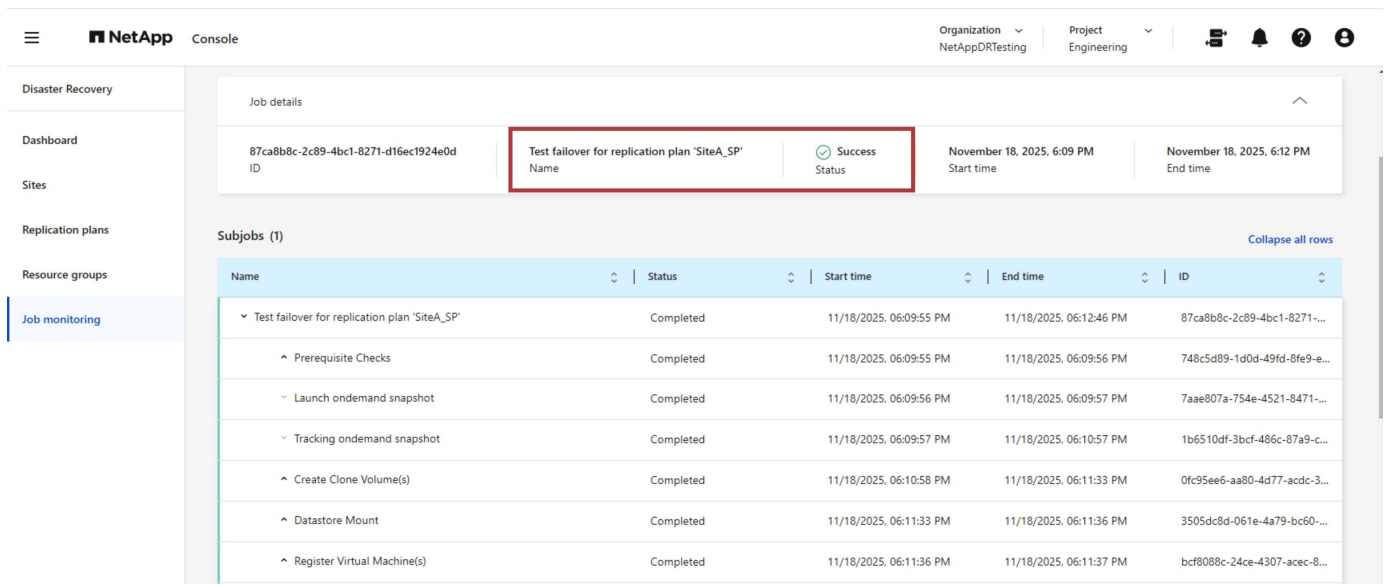 NetApp Console
Organization
NetAppDRTesting
Project
Engineering
Disaster Recovery
Dashboard
Sites
Replication plans
Resource groups
Job monitoring
Job details
87ca8b8c-2c89-4bc1-8271-d16ec1924e0d
ID
Test failover for replication plan 'SiteA_SP'
Name
Success
Status
November 18, 2025, 6:09 PM
Start time
November 18, 2025, 6:12 PM
End time
Subjobs (1)
Collapse all rows
Name Status Start time End time ID
Test failover for replication plan 'SiteA_SP' Completed 11/18/2025, 06:09:55 PM 11/18/2025, 06:12:46 PM 87ca8b8c-2c89-4bc1-8271-...
Prerequisite Checks Completed 11/18/2025, 06:09:55 PM 11/18/2025, 06:09:56 PM 748c5d89-1d0d-49fd-8fe9-e...
Launch ondemand snapshot Completed 11/18/2025, 06:09:56 PM 11/18/2025, 06:09:57 PM 7aae807a-754e-4521-8471-...
Tracking ondemand snapshot Completed 11/18/2025, 06:09:57 PM 11/18/2025, 06:10:57 PM 1b6510df-3bcf-486c-87a9-c...
Create Clone Volume(s) Completed 11/18/2025, 06:10:58 PM 11/18/2025, 06:11:33 PM 0fc95ee6-aa80-4d77-acdc-3...
Datastore Mount Completed 11/18/2025, 06:11:33 PM 11/18/2025, 06:11:36 PM 3505dc8d-061e-4a79-bc60-...
Register Virtual Machine(s) Completed 11/18/2025, 06:11:36 PM 11/18/2025, 06:11:37 PM bcf8088c-24ce-4307-acec-8...